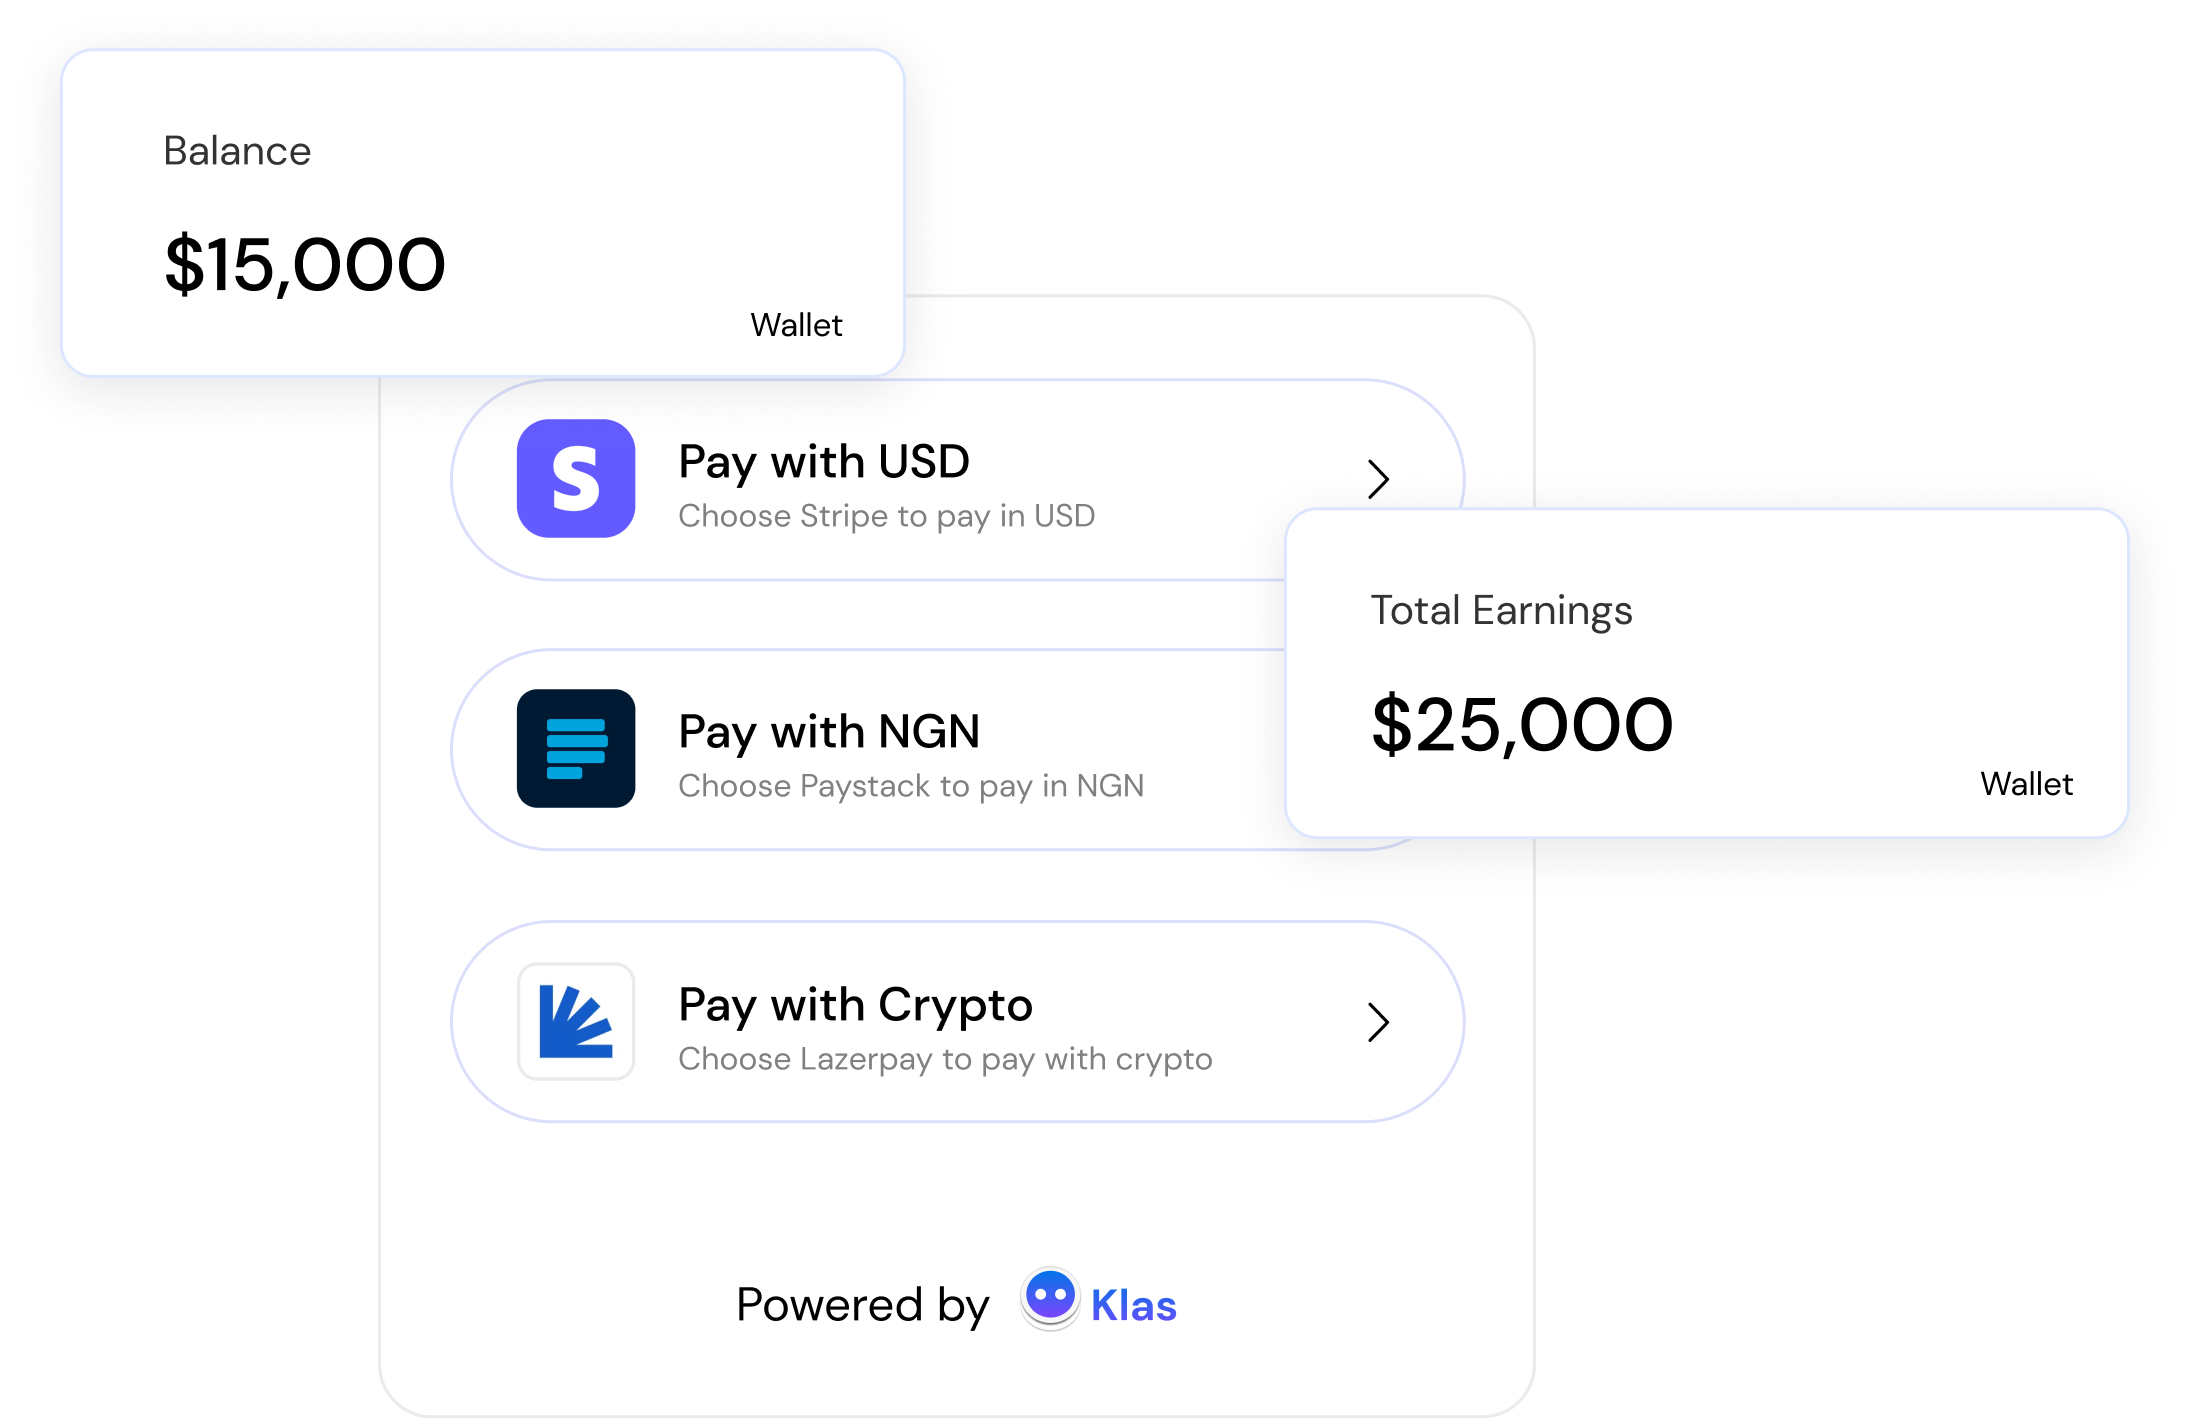 Balance
$15,000
Wallet
Pay with USD
Choose Stripe to pay in USD
Total Earnings
$25,000
Wallet
Pay with NGN
Choose Paystack to pay in NGN
Pay with Crypto
Choose Lazerpay to pay with crypto
Powered by Klas